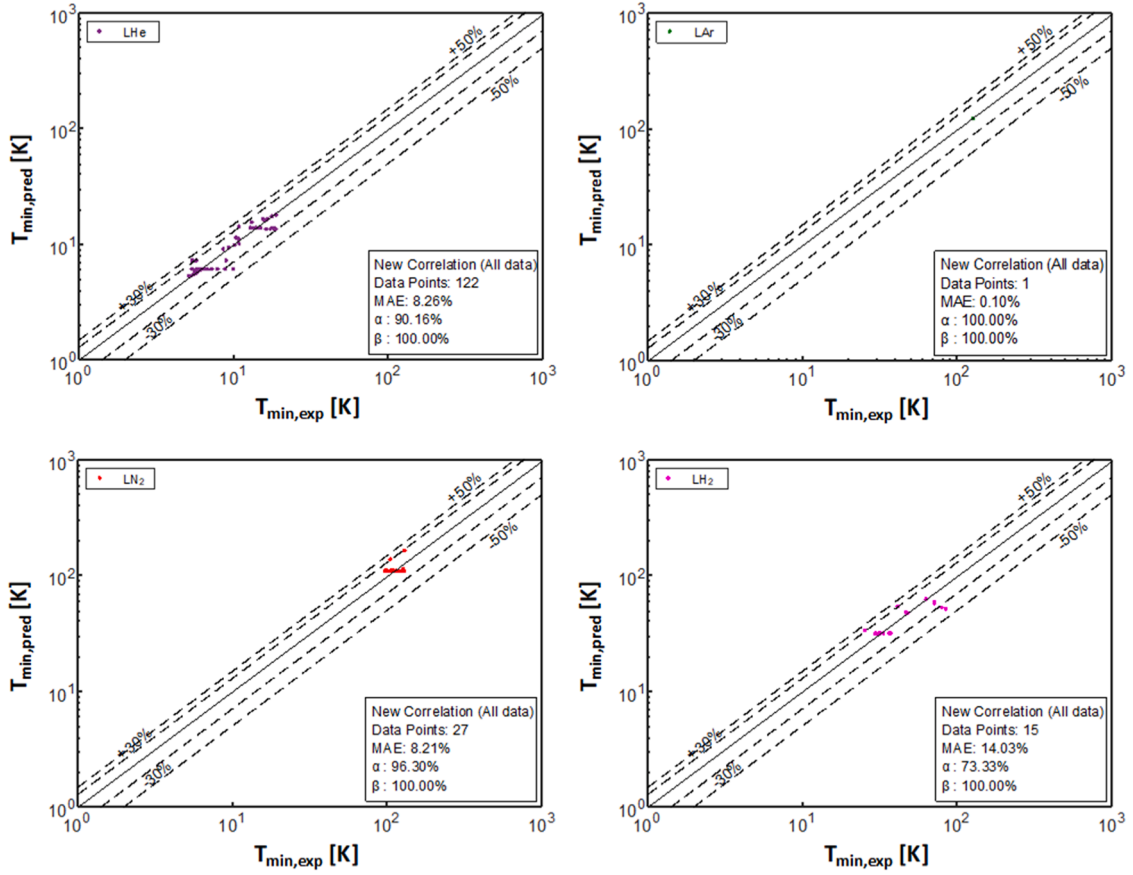 LHe
+50%
-50%
+30%
-30%
10³
10²
10¹
10⁰
10⁰
10¹
10²
10³
T_min,pred [K]
T_min,exp [K]
New Correlation (All data)
Data Points: 122
MAE: 8.26%
α : 90.16%
β : 100.00%
LAr
+50%
-50%
+30%
-30%
10³
10²
10¹
10⁰
10⁰
10¹
10²
10³
T_min,pred [K]
T_min,exp [K]
New Correlation (All data)
Data Points: 1
MAE: 0.10%
α : 100.00%
β : 100.00%
LN₂
+50%
-50%
+30%
-30%
10³
10²
10¹
10⁰
10⁰
10¹
10²
10³
T_min,pred [K]
T_min,exp [K]
New Correlation (All data)
Data Points: 27
MAE: 8.21%
α : 96.30%
β : 100.00%
LH₂
+50%
-50%
+30%
-30%
10³
10²
10¹
10⁰
10⁰
10¹
10²
10³
T_min,pred [K]
T_min,exp [K]
New Correlation (All data)
Data Points: 15
MAE: 14.03%
α : 73.33%
β : 100.00%